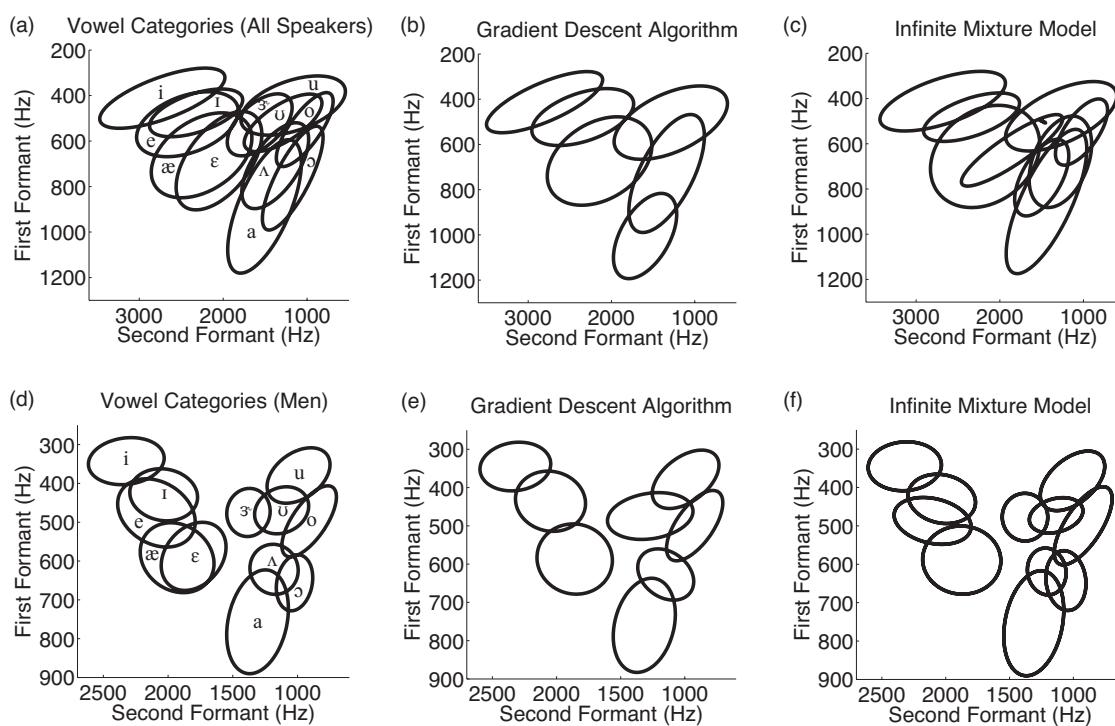 (a) Vowel Categories (All Speakers)
200
400
600
800
1000
1200
First Formant (Hz)
i
ɪ
e
æ
ɛ
ɝ
ʊ
u
o
ʌ
ɔ
a
3000 2000 1000
Second Formant (Hz)
(b) Gradient Descent Algorithm
200
400
600
800
1000
1200
First Formant (Hz)
3000 2000 1000
Second Formant (Hz)
(c) Infinite Mixture Model
200
400
600
800
1000
1200
First Formant (Hz)
3000 2000 1000
Second Formant (Hz)
(d) Vowel Categories (Men)
300
400
500
600
700
800
900
First Formant (Hz)
i
ɪ
e
æ
ɛ
ɝ
ʊ
u
o
ʌ
ɔ
a
2500 2000 1500 1000
Second Formant (Hz)
(e) Gradient Descent Algorithm
300
400
500
600
700
800
900
First Formant (Hz)
2500 2000 1500 1000
Second Formant (Hz)
(f) Infinite Mixture Model
300
400
500
600
700
800
900
First Formant (Hz)
2500 2000 1500 1000
Second Formant (Hz)